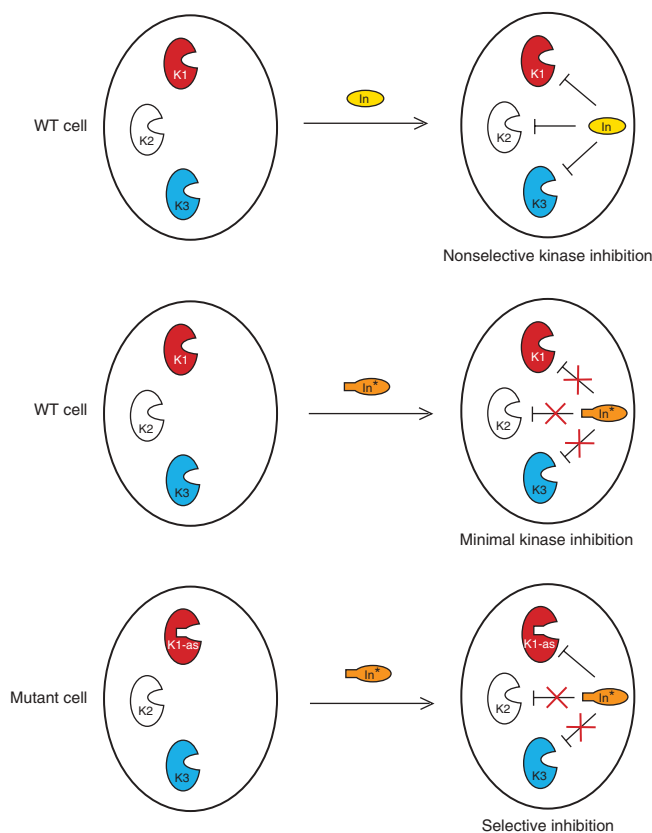 K1
K1
In
WT cell
K2
K2
In
K3
K3
Nonselective kinase inhibition
K1
K1
In*
WT cell
K2
K2
In*
K3
K3
Minimal kinase inhibition
K1-as
K1-as
In*
Mutant cell
K2
K2
In*
K3
K3
Selective inhibition